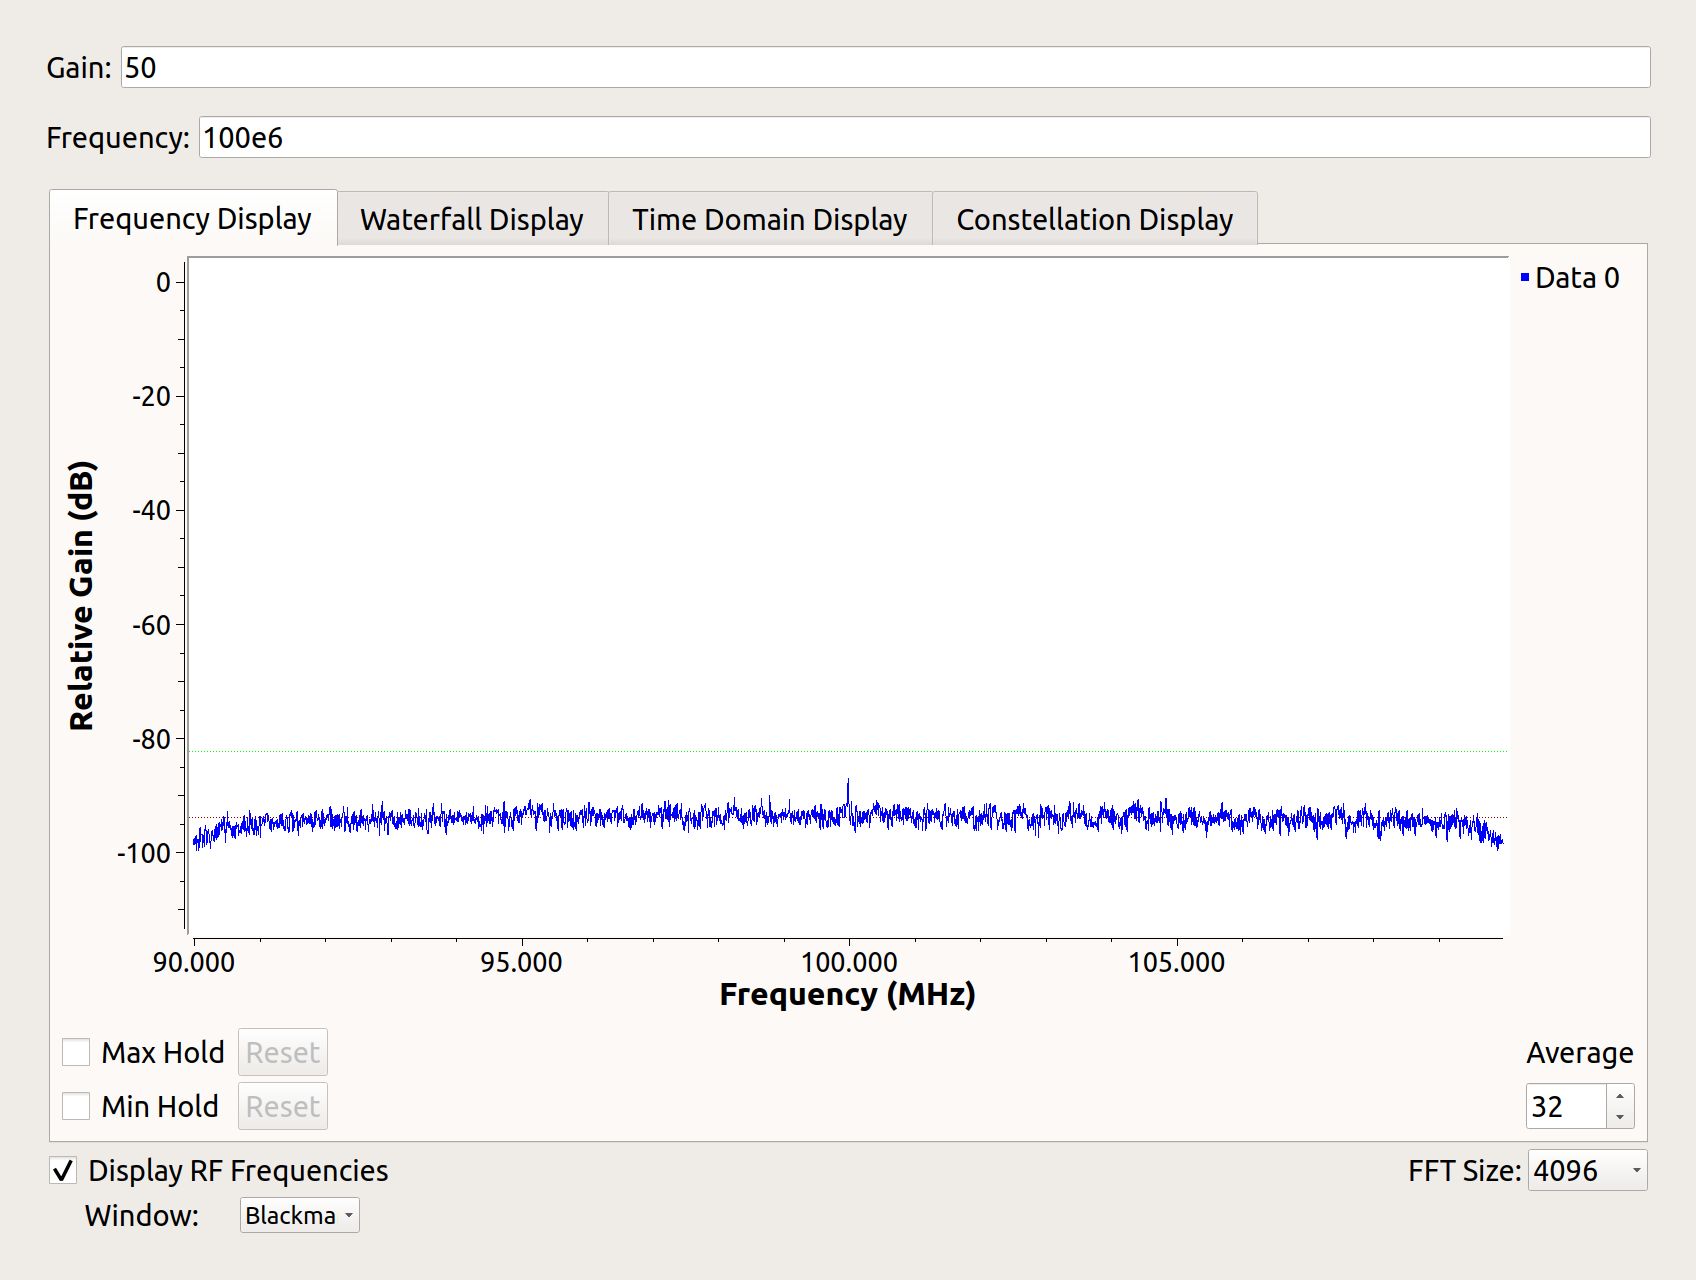 Gain: 50
Frequency: 100e6
Frequency Display Waterfall Display Time Domain Display Constellation Display
Data 0
0
-20
-40
-60
-80
-100
Relative Gain (dB)
90.000 95.000 100.000 105.000
Frequency (MHz)
Max Hold Reset Average
Min Hold Reset 32
Display RF Frequencies FFT Size: 4096
Window: Blackma